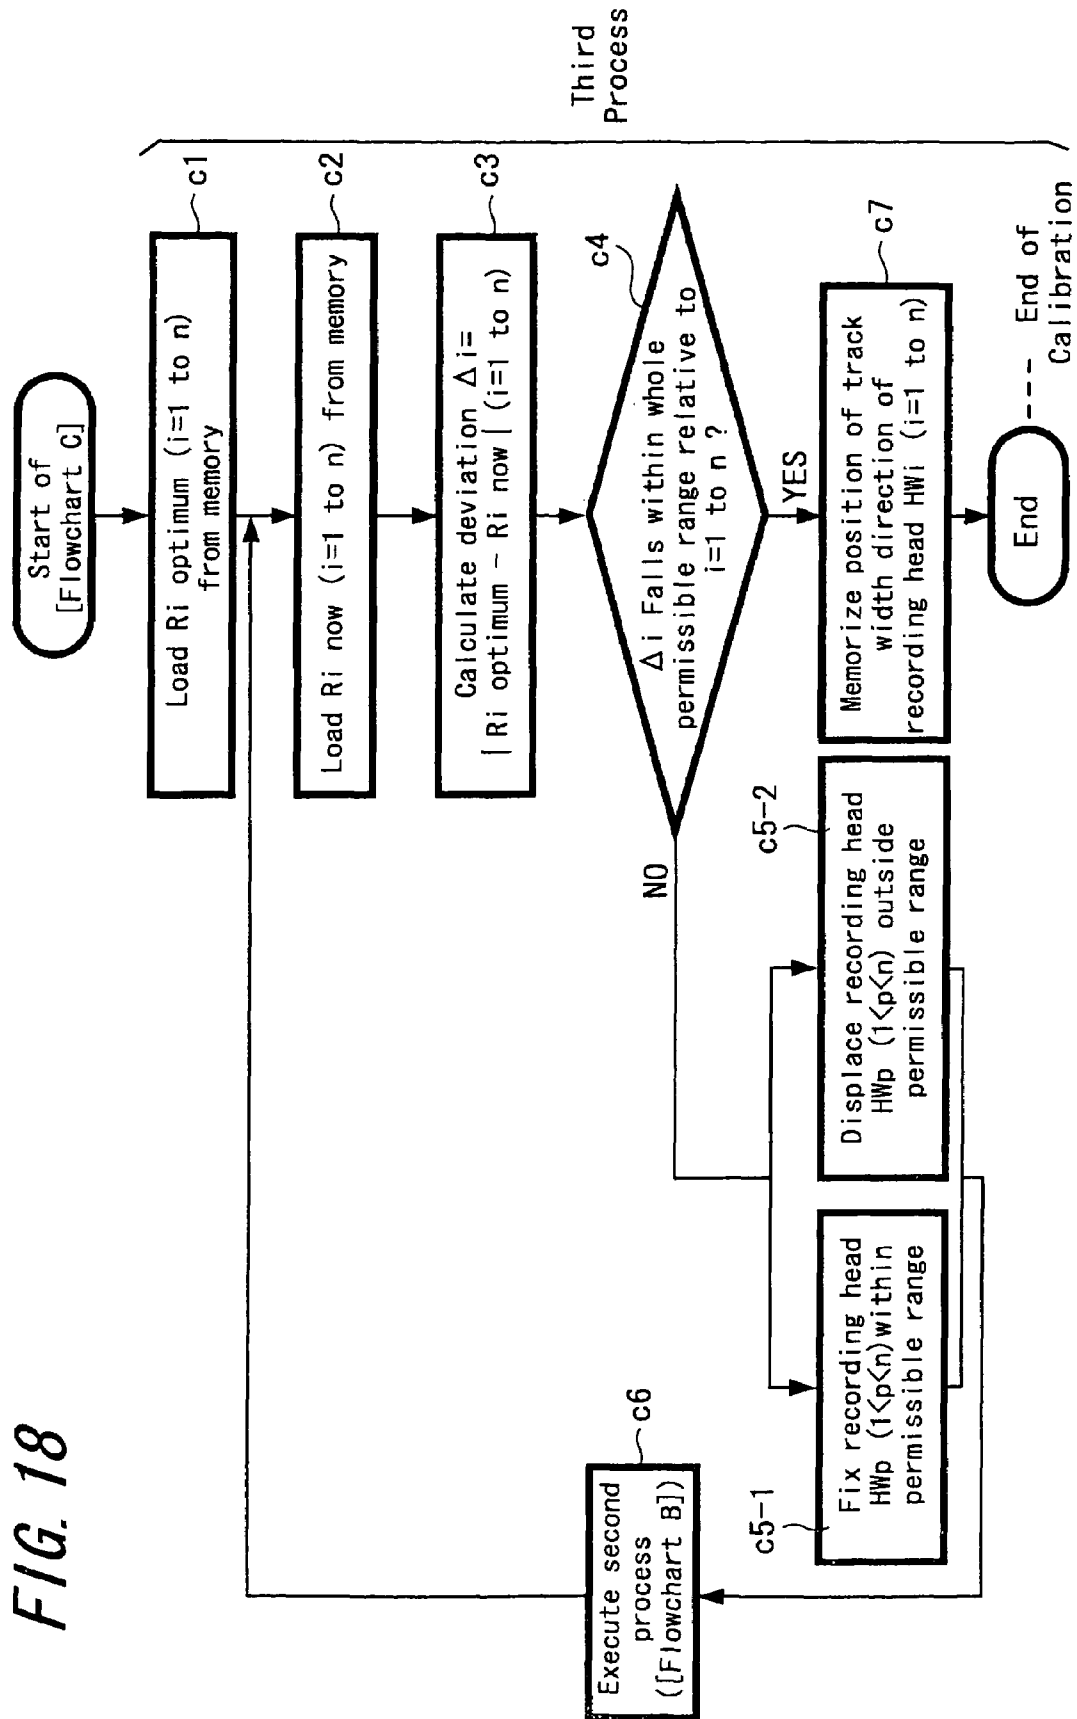 FIG. 18
Start of
[Flowchart C]
Load Ri optimum (i=1 to n)
from memory
c1
Load Ri now (i=1 to n) from memory
c2
Calculate deviation Δi=
|Ri optimum - Ri now| (i=1 to n)
c3
Δi Falls within whole
permissible range relative to
i=1 to n ?
c4
YES
NO
Memorize position of track
width direction of
recording head HWi (i=1 to n)
c7
End
--- End of
Calibration
Displace recording head
HWp (1<p<n) outside
permissible range
c5-2
Fix recording head
HWp (1<p<n)within
permissible range
c5-1
Execute second
process
([Flowchart B])
c6
Third
Process